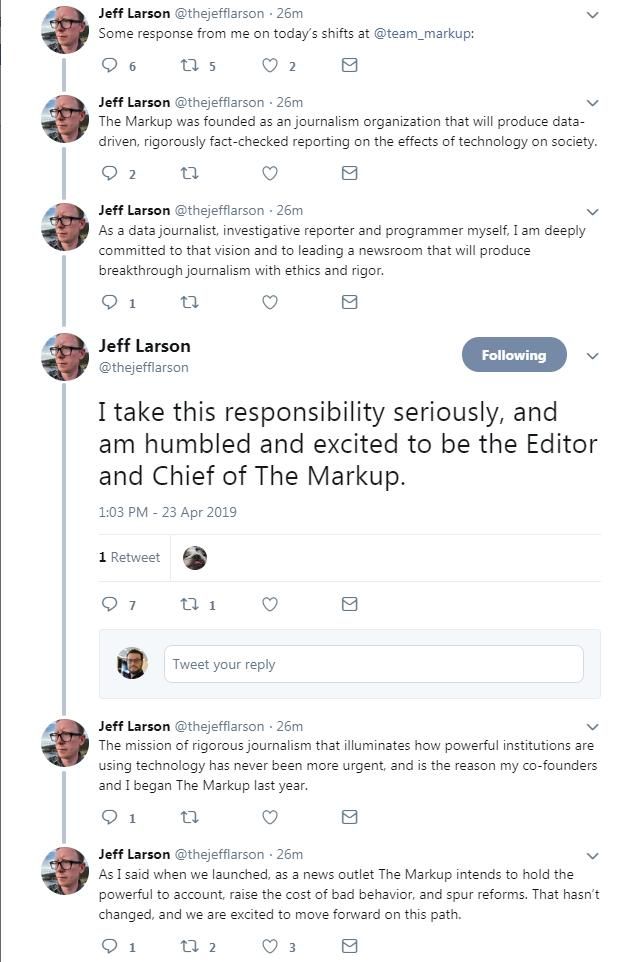 Jeff Larson @thejefflarson · 26m
Some response from me on today's shifts at @team_markup:
6 5 2
Jeff Larson @thejefflarson · 26m
The Markup was founded as an journalism organization that will produce data-
driven, rigorously fact-checked reporting on the effects of technology on society.
2
Jeff Larson @thejefflarson · 26m
As a data journalist, investigative reporter and programmer myself, I am deeply
committed to that vision and to leading a newsroom that will produce
breakthrough journalism with ethics and rigor.
1
Jeff Larson
@thejefflarson
Following
I take this responsibility seriously, and
am humbled and excited to be the Editor
and Chief of The Markup.
1:03 PM - 23 Apr 2019
1 Retweet
7 1
Tweet your reply
Jeff Larson @thejefflarson · 26m
The mission of rigorous journalism that illuminates how powerful institutions are
using technology has never been more urgent, and is the reason my co-founders
and I began The Markup last year.
1
Jeff Larson @thejefflarson · 26m
As I said when we launched, as a news outlet The Markup intends to hold the
powerful to account, raise the cost of bad behavior, and spur reforms. That hasn't
changed, and we are excited to move forward on this path.
1 2 3